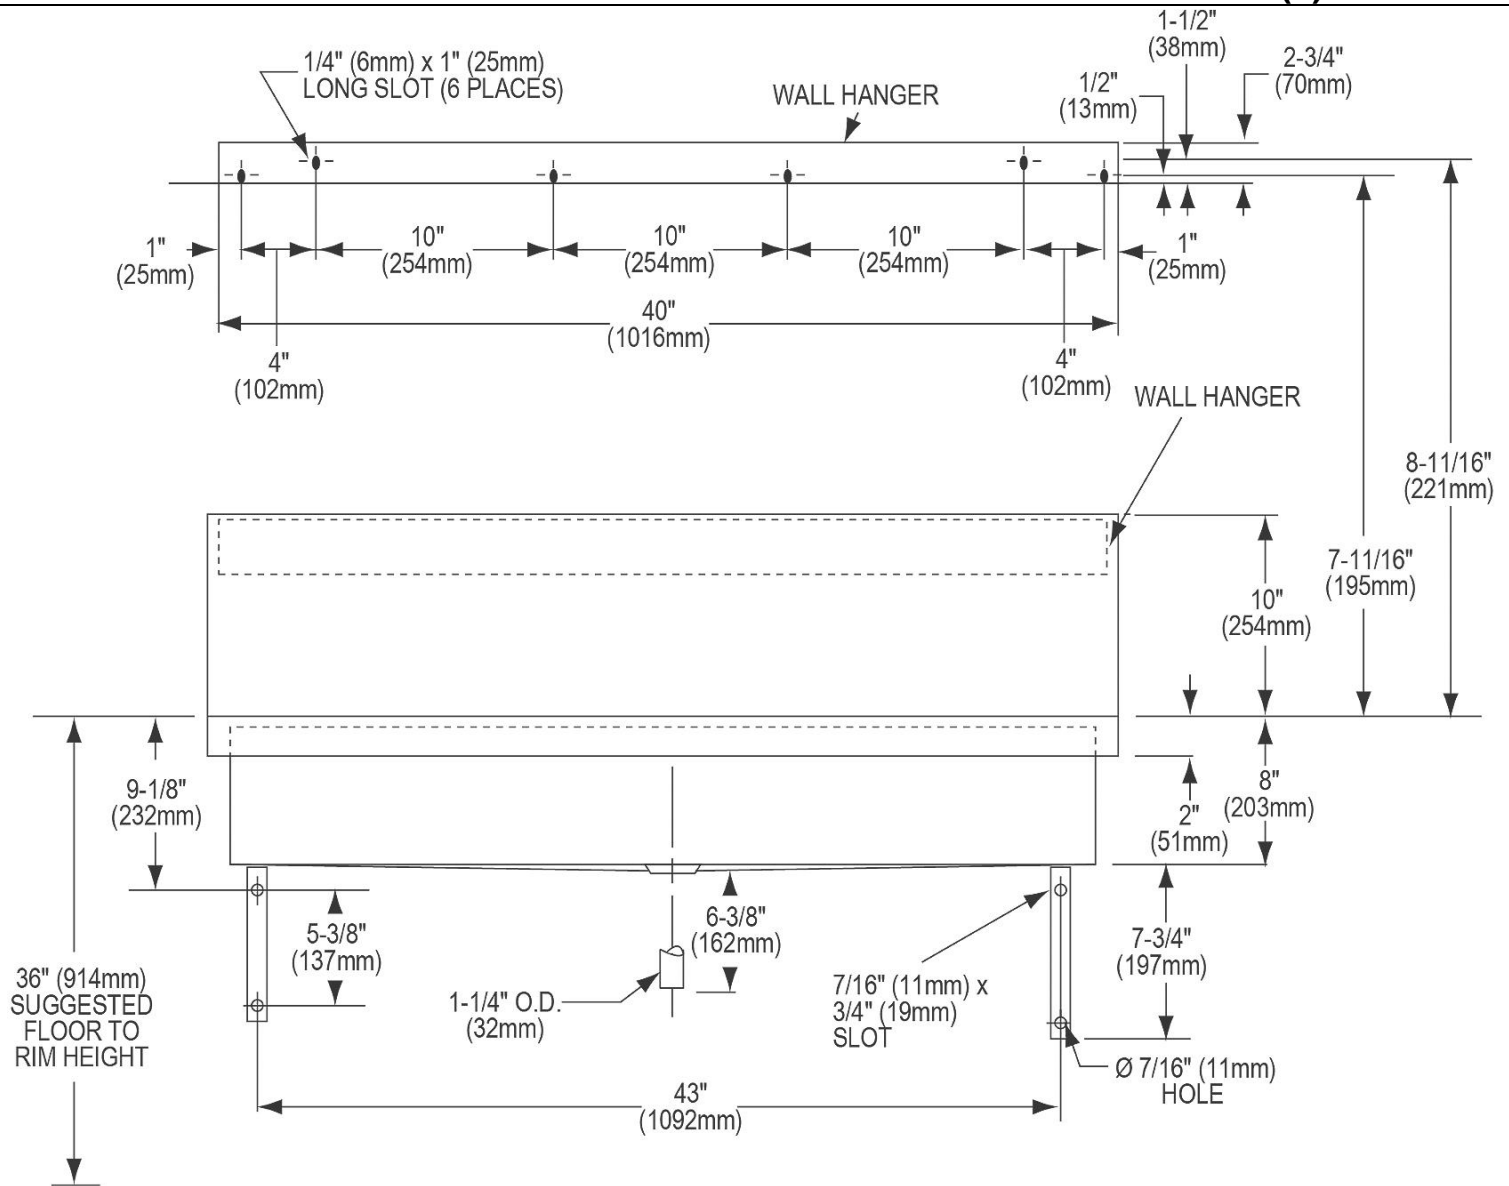 1-1/2"
(38mm)
2-3/4"
(70mm)
1/2"
(13mm)
1/4" (6mm) x 1" (25mm)
LONG SLOT (6 PLACES)
WALL HANGER
1"
(25mm)
10"
(254mm)
10"
(254mm)
10"
(254mm)
1"
(25mm)
40"
(1016mm)
4"
(102mm)
4"
(102mm)
WALL HANGER
8-11/16"
(221mm)
7-11/16"
(195mm)
10"
(254mm)
9-1/8"
(232mm)
8"
(203mm)
2"
(51mm)
5-3/8"
(137mm)
6-3/8"
(162mm)
7-3/4"
(197mm)
36" (914mm)
SUGGESTED
FLOOR TO
RIM HEIGHT
1-1/4" O.D.
(32mm)
7/16" (11mm) x
3/4" (19mm)
SLOT
Ø 7/16" (11mm)
HOLE
43"
(1092mm)